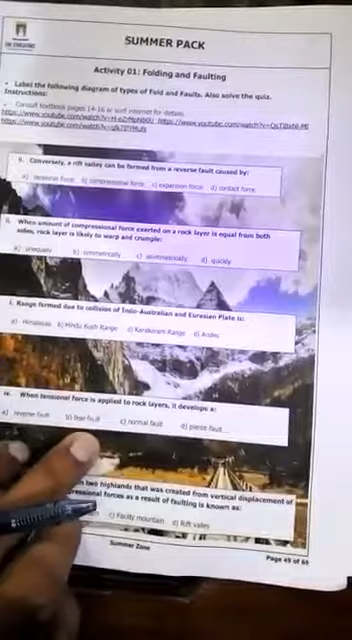 SUMMER PACK
Activity 01: Folding and Faulting
• Label the following diagram of types of Fold and Faults. Also solve the quiz.
Instructions:
Consult textbook pages 14-16 or surf internet for details
ii. Conversely, a rift valley can be formed from a reverse fault caused by:
a) tensional force b) compressional force c) expansion force d) contact force
ii. When amount of compressional force exerted on a rock layer is equal from both
sides, rock layer is likely to warp and crumple:
a) unequally b) symmetrically c) asymmetrically d) quickly
i. Range formed due to collision of Indo-Australian and Eurasian Plate is:
a) Himalayas b) Hindu Kush Range c) Karakoram Range d) Andes
iv. When tensional force is applied to rock layers, it develops a:
a) reverse fault b) tear fault c) normal fault d) pierce fault
two highlands that was created from vertical displacement of
forces as a result of faulting is known as:
c) Faulty mountain d) Rift valley
Summer Zone
Page 49 of 69